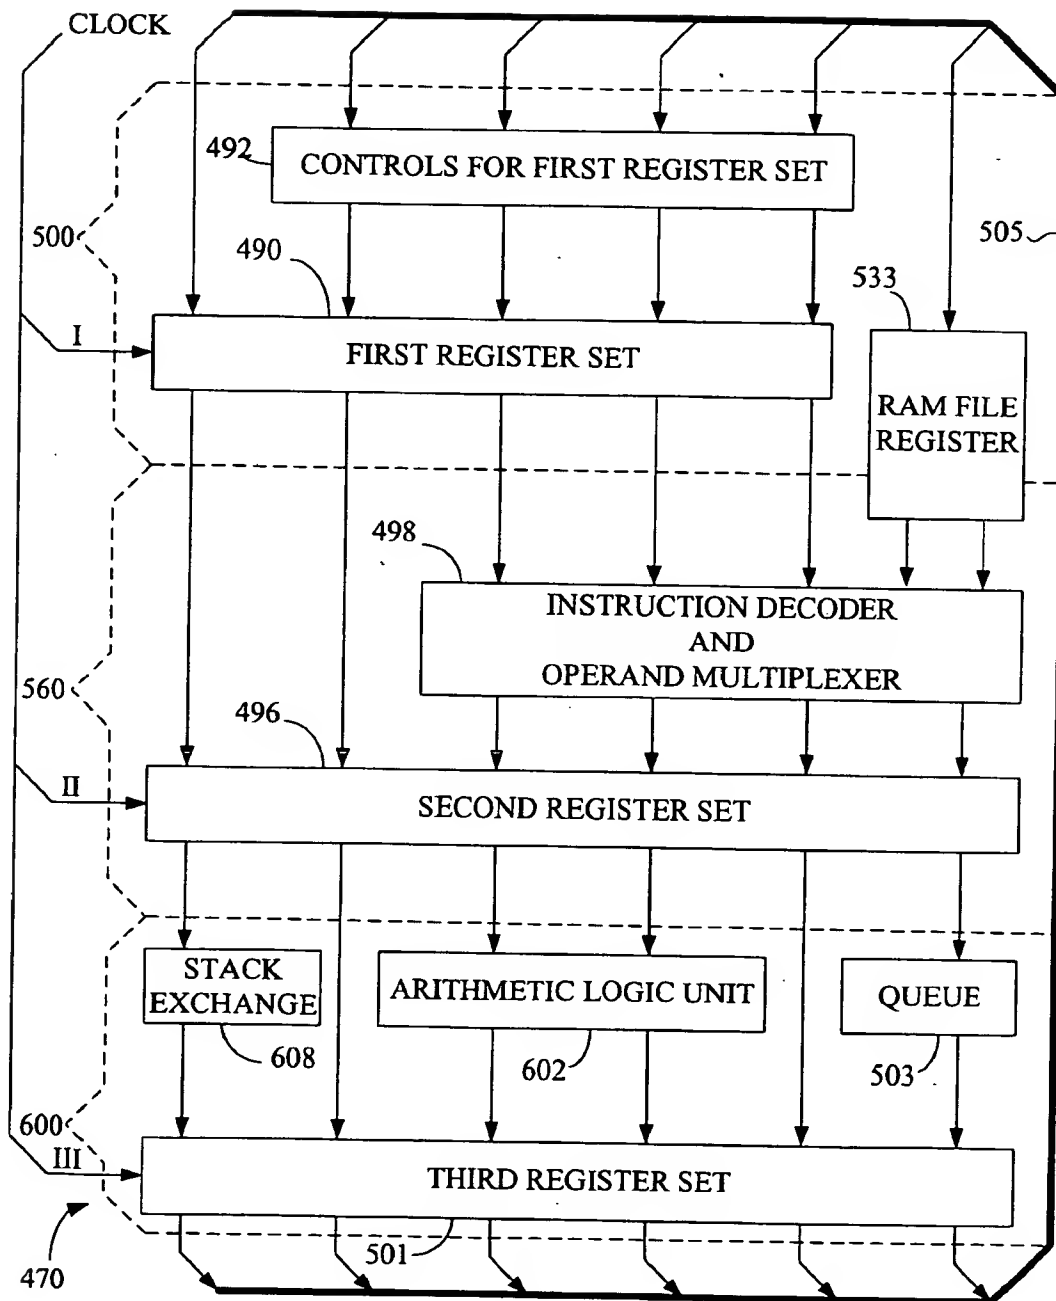 CLOCK
492
CONTROLS FOR FIRST REGISTER SET
500
490
505
533
I
FIRST REGISTER SET
RAM FILE
REGISTER
498
INSTRUCTION DECODER
AND
OPERAND MULTIPLEXER
560
496
II
SECOND REGISTER SET
STACK
EXCHANGE
ARITHMETIC LOGIC UNIT
QUEUE
608
602
503
600
III
THIRD REGISTER SET
501
470